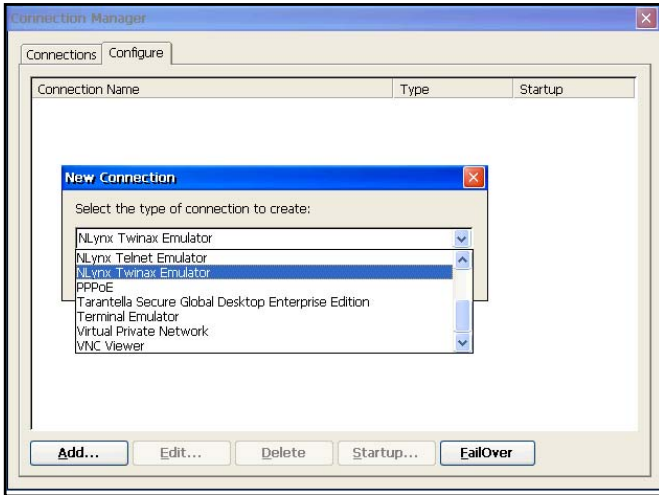 Connection Manager
Connections Configure
Connection Name Type Startup
New Connection
Select the type of connection to create:
NLynx Twinax Emulator
NLynx Telnet Emulator
NLynx Twinax Emulator
PPPoE
Tarantella Secure Global Desktop Enterprise Edition
Terminal Emulator
Virtual Private Network
VNC Viewer
Add... Edit... Delete Startup... FailOver